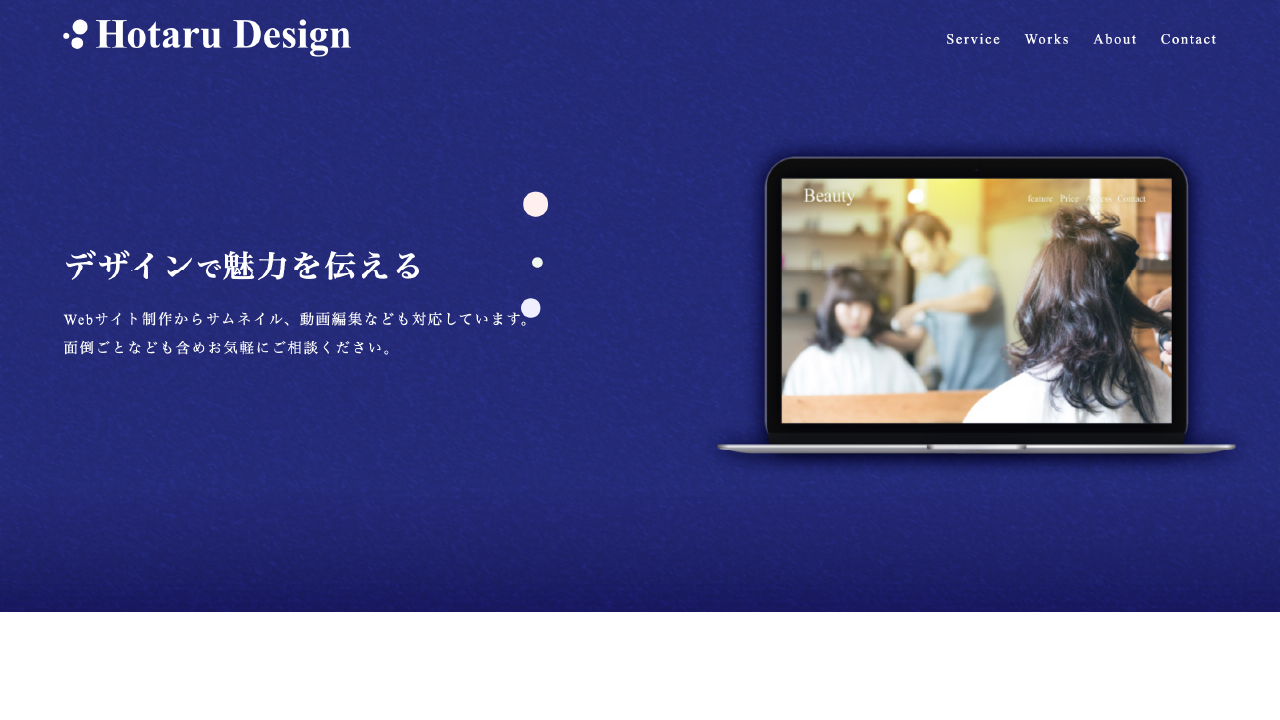 Hotaru Design
Service Works About Contact
Beauty
feature Price Access Contact
デザインで魅力を伝える
Webサイト制作からサムネイル、動画編集なども対応しています。
面倒ごとなども含めお気軽にご相談ください。